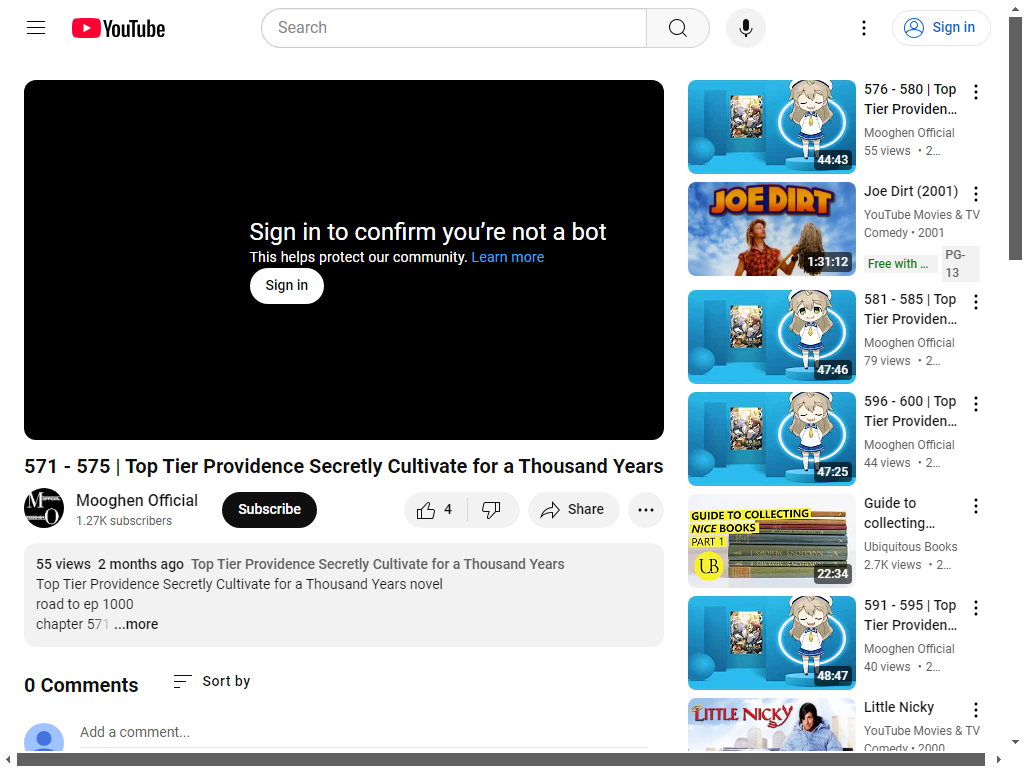 YouTube
Search
Sign in
Sign in to confirm you’re not a bot
This helps protect our community. Learn more
Sign in
571 - 575 | Top Tier Providence Secretly Cultivate for a Thousand Years
Mooghen Official
1.27K subscribers
Subscribe
4
Share
55 views 2 months ago Top Tier Providence Secretly Cultivate for a Thousand Years
Top Tier Providence Secretly Cultivate for a Thousand Years novel
road to ep 1000
chapter 571 ...more
0 Comments
Sort by
Add a comment...
576 - 580 | Top
Tier Providen...
Mooghen Official
55 views • 2...
44:43
JOE DIRT
1:31:12
Joe Dirt (2001)
YouTube Movies & TV
Comedy • 2001
Free with ...
PG-
13
581 - 585 | Top
Tier Providen...
Mooghen Official
79 views • 2...
47:46
596 - 600 | Top
Tier Providen...
Mooghen Official
44 views • 2...
47:25
GUIDE TO COLLECTING
NICE BOOKS
PART 1
UB
22:34
Guide to
collecting...
Ubiquitous Books
2.7K views • 2...
591 - 595 | Top
Tier Providen...
Mooghen Official
40 views • 2...
48:47
LITTLE NICKY
Little Nicky
YouTube Movies & TV
Comedy • 2000